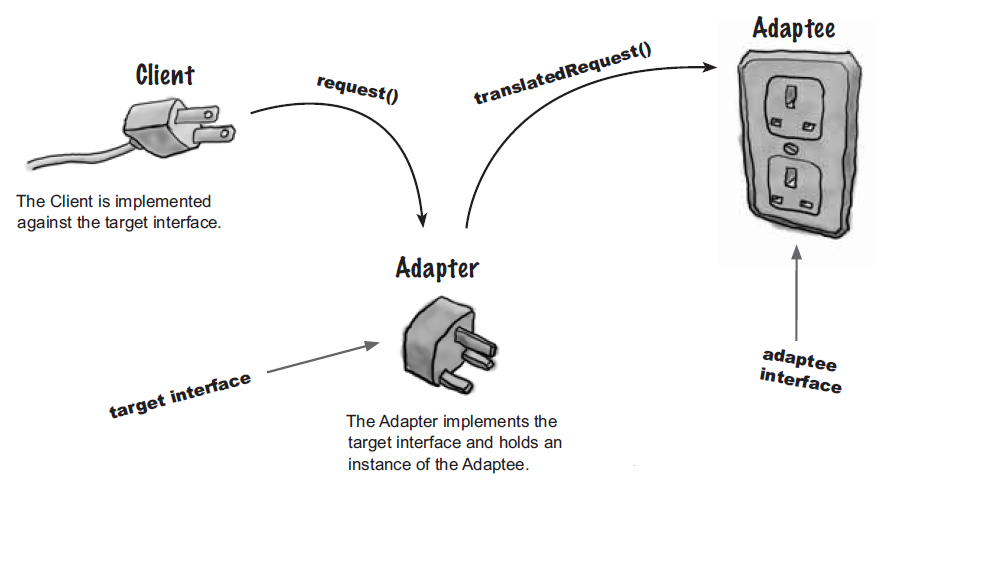 Adaptee
Client
request()
translatedRequest()
The Client is implemented
against the target interface.
Adapter
target interface
adaptee
interface
The Adapter implements the
target interface and holds an
instance of the Adaptee.